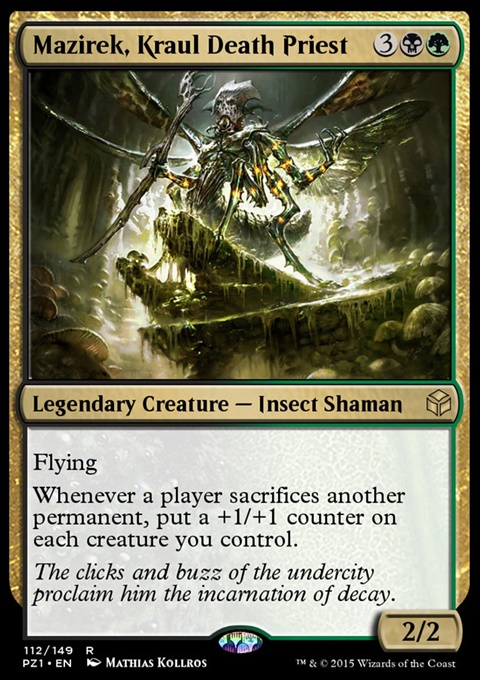 Mazirek, Kraul Death Priest 3
Legendary Creature — Insect Shaman
Flying
Whenever a player sacrifices another
permanent, put a +1/+1 counter on
each creature you control.
The clicks and buzz of the undercity
proclaim him the incarnation of decay.
2/2
112/149 R
PZ1 • EN Mathias Kollros
™ & © 2015 Wizards of the Coast